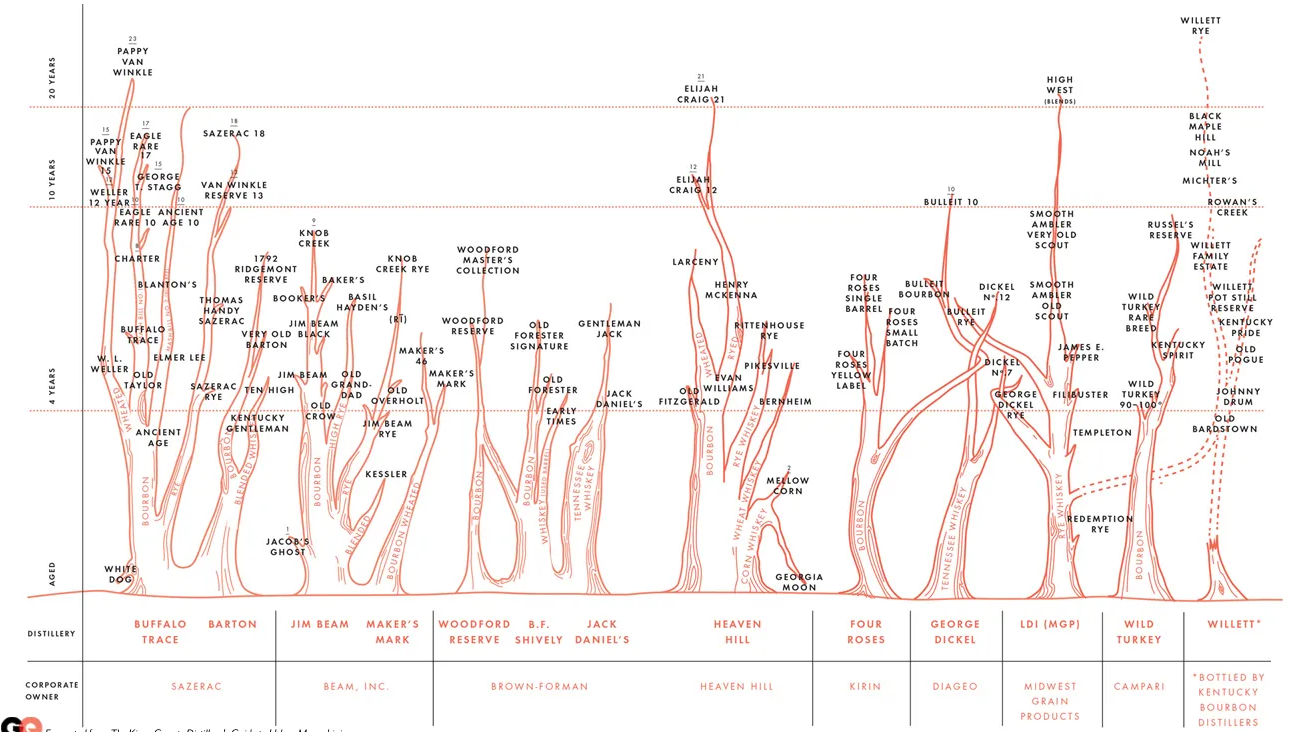 WILLETT
RYE
23
PAPPY
VAN
WINKLE
20 YEARS
21
ELIJAH
CRAIG 21
HIGH
WEST
(BLENDS)
15
PAPPY
VAN
WINKLE
15
17
EAGLE
RARE
17
18
SAZERAC 18
BLACK
MAPLE
HILL
NOAH'S
MILL
MICHTER'S
10 YEARS
12
WELLER
12 YEAR
15
GEORGE
T. STAGG
13
VAN WINKLE
RESERVE 13
12
ELIJAH
CRAIG 12
10
BULLEIT 10
ROWAN'S
CREEK
10
EAGLE
RARE 10
10
ANCIENT
AGE 10
9
KNOB
CREEK
SMOOTH
AMBLER
VERY OLD
SCOUT
RUSSEL'S
RESERVE
8
CHARTER
1792
RIDGEMONT
RESERVE
KNOB
CREEK RYE
WOODFORD
MASTER'S
COLLECTION
LARCENY
WILLETT
FAMILY
ESTATE
BLANTON'S
BAKER'S
BOOKER'S
BASIL
HAYDEN'S
HENRY
MCKENNA
FOUR
ROSES
SINGLE
BARREL
BULLEIT
BOURBON
DICKEL
Nº.12
SMOOTH
AMBLER
OLD
SCOUT
WILD
TURKEY
RARE
BREED
WILLETT
POT STILL
RESERVE
THOMAS
HANDY
SAZERAC
(RĪ)
BUFFALO
TRACE
VERY OLD
BARTON
JIM BEAM
BLACK
WOODFORD
RESERVE
OLD
FORESTER
SIGNATURE
GENTLEMAN
JACK
RITTENHOUSE
RYE
FOUR
ROSES
SMALL
BATCH
BULLEIT
RYE
KENTUCKY
PRIDE
W. L.
WELLER
ELMER LEE
MAKER'S
46
FOUR
ROSES
YELLOW
LABEL
JAMES E.
PEPPER
KENTUCKY
SPIRIT
OLD
POGUE
4 YEARS
OLD
TAYLOR
SAZERAC
RYE
TEN HIGH
JIM BEAM
OLD
GRAND-
DAD
MAKER'S
MARK
OLD
FORESTER
PIKESVILLE
EVAN
WILLIAMS
DICKEL
Nº.7
OLD
CROW
OLD
OVERHOLT
JACK
DANIEL'S
OLD
FITZGERALD
BERNHEIM
GEORGE
DICKEL
RYE
FILIBUSTER
WILD
TURKEY
90–100°
JOHNNY
DRUM
KENTUCKY
GENTLEMAN
JIM BEAM
RYE
EARLY
TIMES
OLD
BARDSTOWN
ANCIENT
AGE
TEMPLETON
KESSLER
2
MELLOW
CORN
REDEMPTION
RYE
1
JACOB'S
GHOST
WHITE
DOG
GEORGIA
MOON
AGED
WHEATED
BOURBON
RYE
BOURBON
BLENDED WHISKEY
BOURBON
HIGH RYE
RYE
BLENDED
BOURBON WHEATED
BOURBON
BOURBON
WHISKEY (USED BARREL)
TENNESSEE
WHISKEY
WHEATED
BOURBON
RYED
RYE WHISKEY
WHEAT WHISKEY
CORN WHISKEY
BOURBON
TENNESSEE WHISKEY
RYE WHISKEY
BOURBON
DISTILLERY
BUFFALO
TRACE
BARTON
JIM BEAM
MAKER'S
MARK
WOODFORD
RESERVE
B.F.
SHIVELY
JACK
DANIEL'S
HEAVEN
HILL
FOUR
ROSES
GEORGE
DICKEL
LDI (MGP)
WILD
TURKEY
WILLETT*
CORPORATE
OWNER
SAZERAC
BEAM, INC.
BROWN-FORMAN
HEAVEN HILL
KIRIN
DIAGEO
MIDWEST
GRAIN
PRODUCTS
CAMPARI
*BOTTLED BY
KENTUCKY
BOURBON
DISTILLERS
GQ